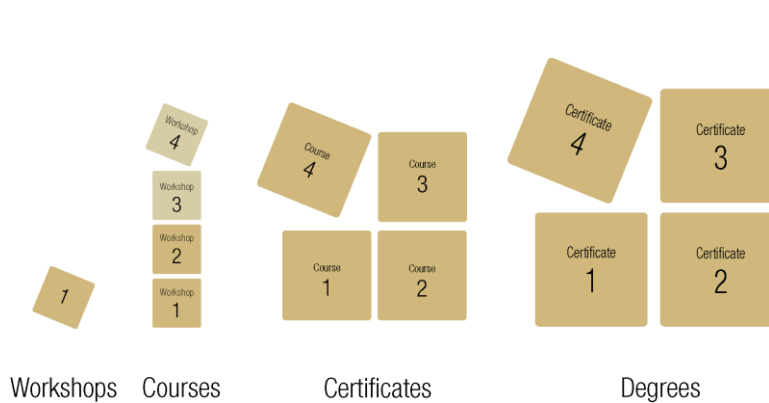 1
Workshop
4
Workshop
3
Workshop
2
Workshop
1
Course
4
Course
3
Course
1
Course
2
Certificate
4
Certificate
3
Certificate
1
Certificate
2
Workshops
Courses
Certificates
Degrees